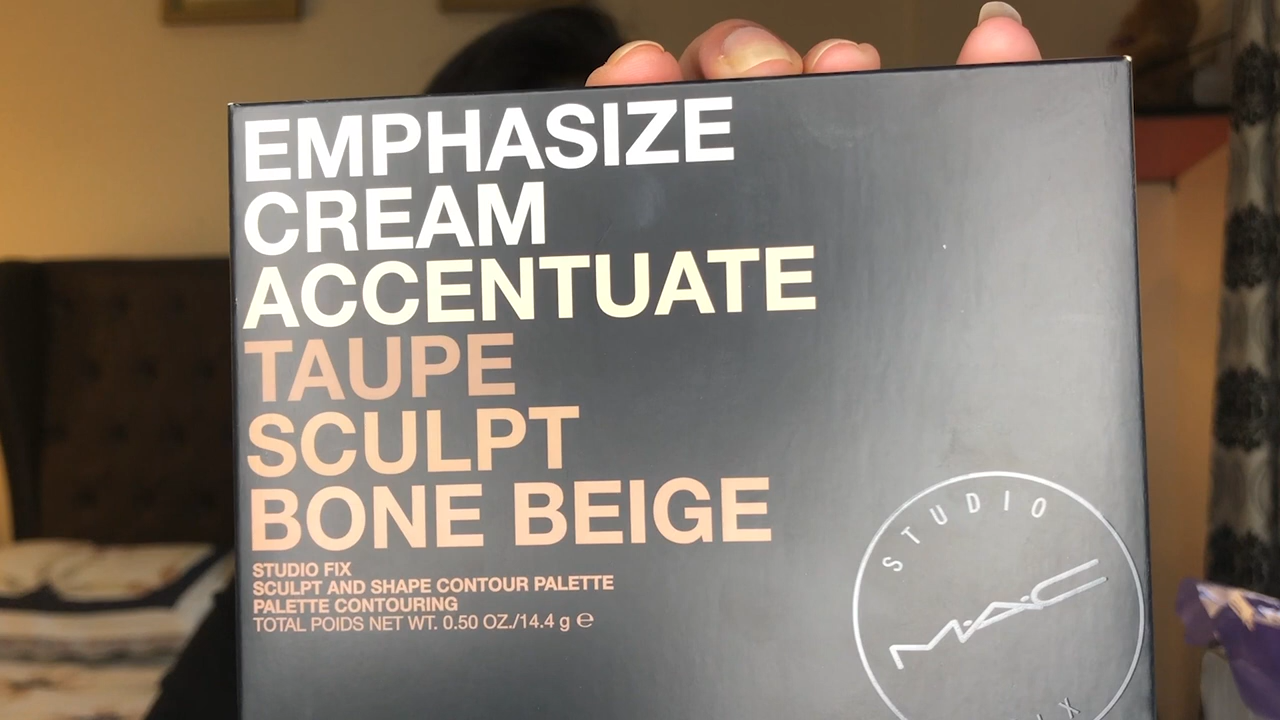 EMPHASIZE
CREAM
ACCENTUATE
TAUPE
SCULPT
BONE BEIGE
STUDIO FIX
SCULPT AND SHAPE CONTOUR PALETTE
PALETTE CONTOURING
TOTAL POIDS NET WT. 0.50 OZ./14.4 g ℮
STUDIO
MAC